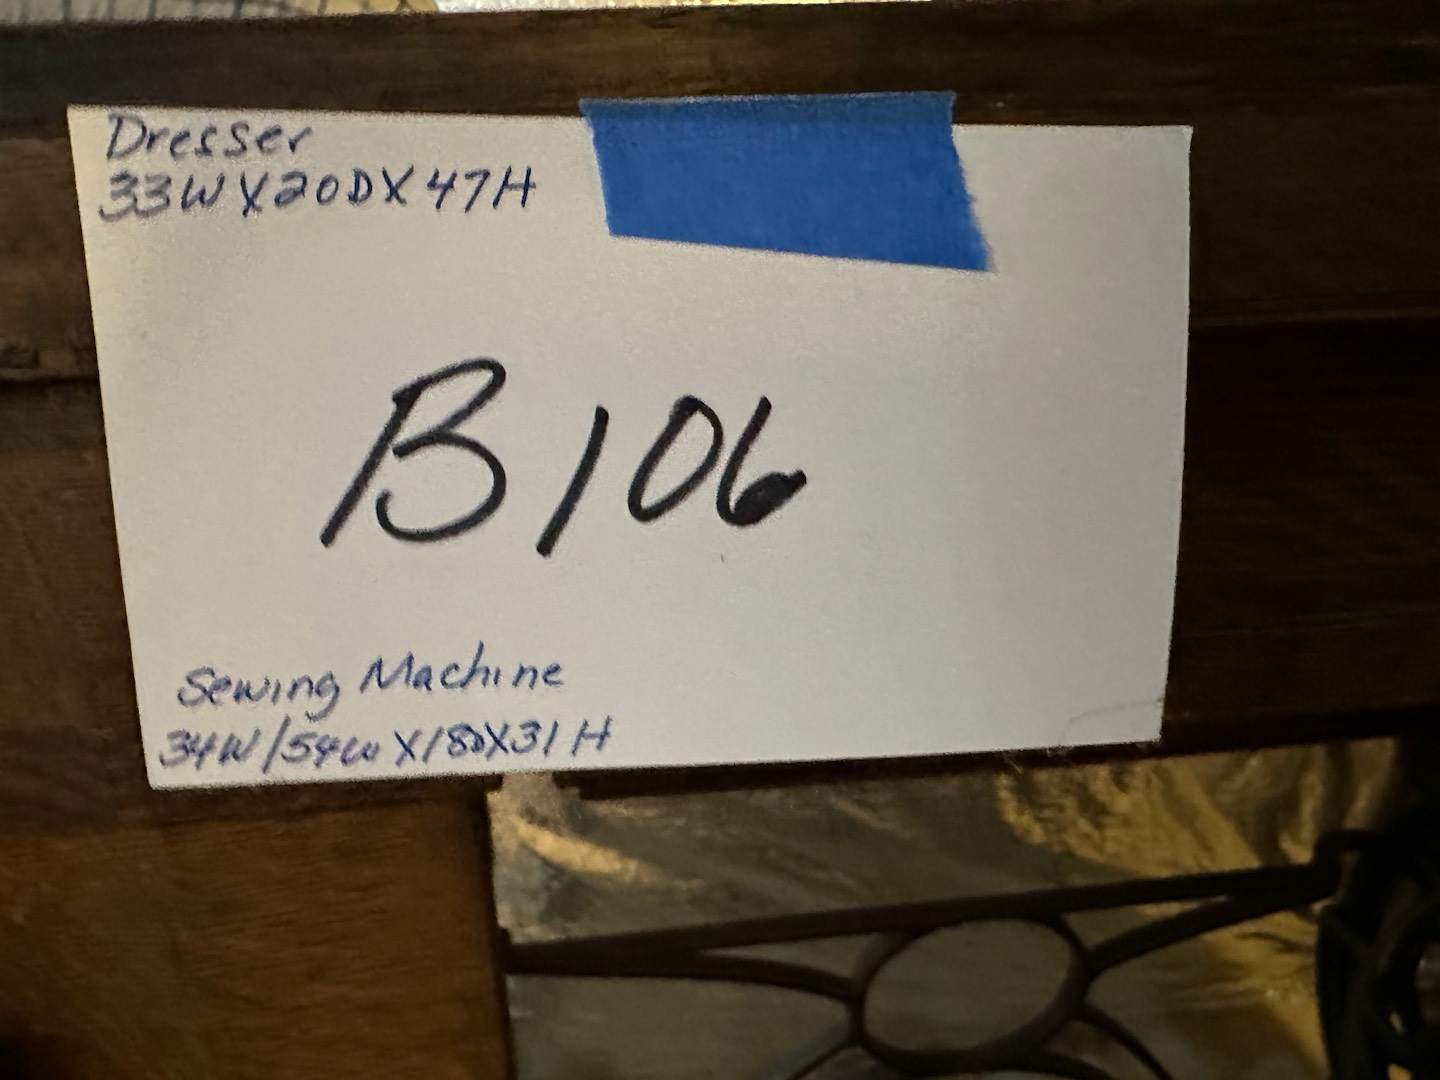 Dresser
33W X 20D X 47H
B106
Sewing Machine
34W/54W X 18D X 31H